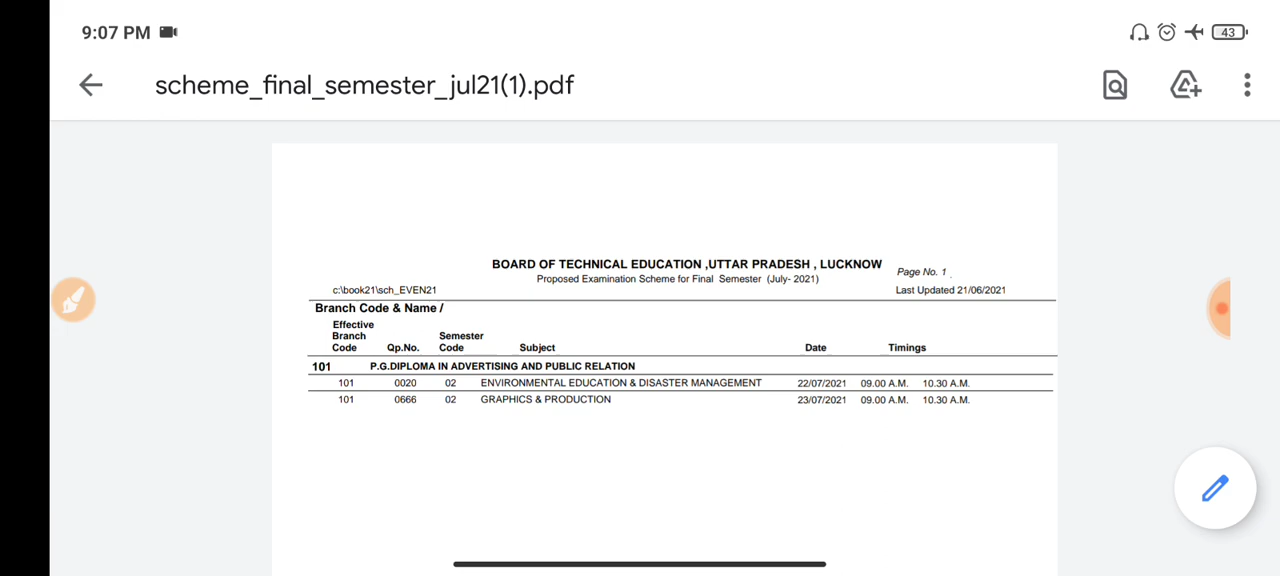 9:07 PM 43
scheme_final_semester_jul21(1).pdf
BOARD OF TECHNICAL EDUCATION ,UTTAR PRADESH , LUCKNOW
Page No. 1
Proposed Examination Scheme for Final Semester (July- 2021)
c:\book21\sch_EVEN21 Last Updated 21/06/2021
Branch Code & Name /
Effective
Branch Semester
Code Qp.No. Code Subject Date Timings
101 P.G.DIPLOMA IN ADVERTISING AND PUBLIC RELATION
101 0020 02 ENVIRONMENTAL EDUCATION & DISASTER MANAGEMENT 22/07/2021 09.00 A.M. 10.30 A.M.
101 0666 02 GRAPHICS & PRODUCTION 23/07/2021 09.00 A.M. 10.30 A.M.